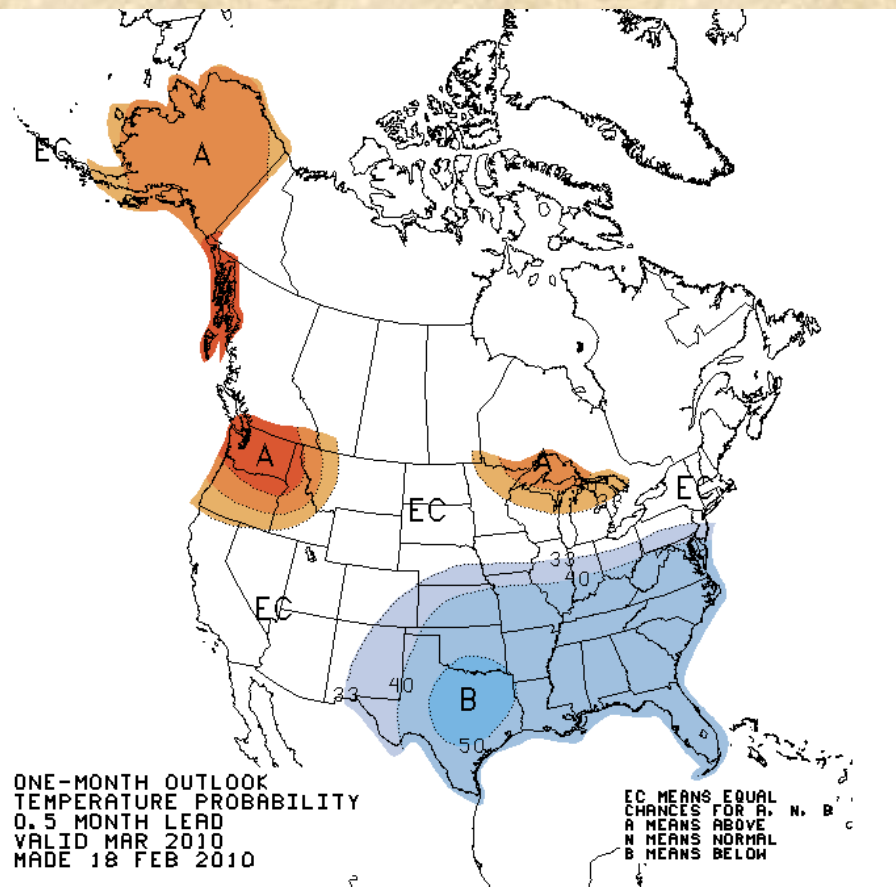 EC
A
A
A
EC
EC
33
40
EC
33
40
B
50
ONE-MONTH OUTLOOK
TEMPERATURE PROBABILITY
0.5 MONTH LEAD
VALID MAR 2010
MADE 18 FEB 2010
EC MEANS EQUAL
CHANCES FOR A, N, B
A MEANS ABOVE
N MEANS NORMAL
B MEANS BELOW